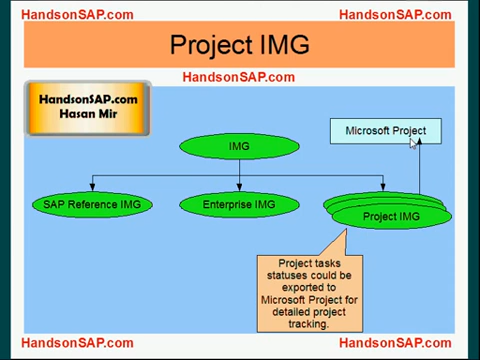 HandsonSAP.com
HandsonSAP.com
Project IMG
HandsonSAP.com
HandsonSAP.com
Hasan Mir
Microsoft Project
IMG
SAP Reference IMG
Enterprise IMG
Project IMG
Project tasks
statuses could be
exported to
Microsoft Project for
detailed project
tracking.
HandsonSAP.com
HandsonSAP.com